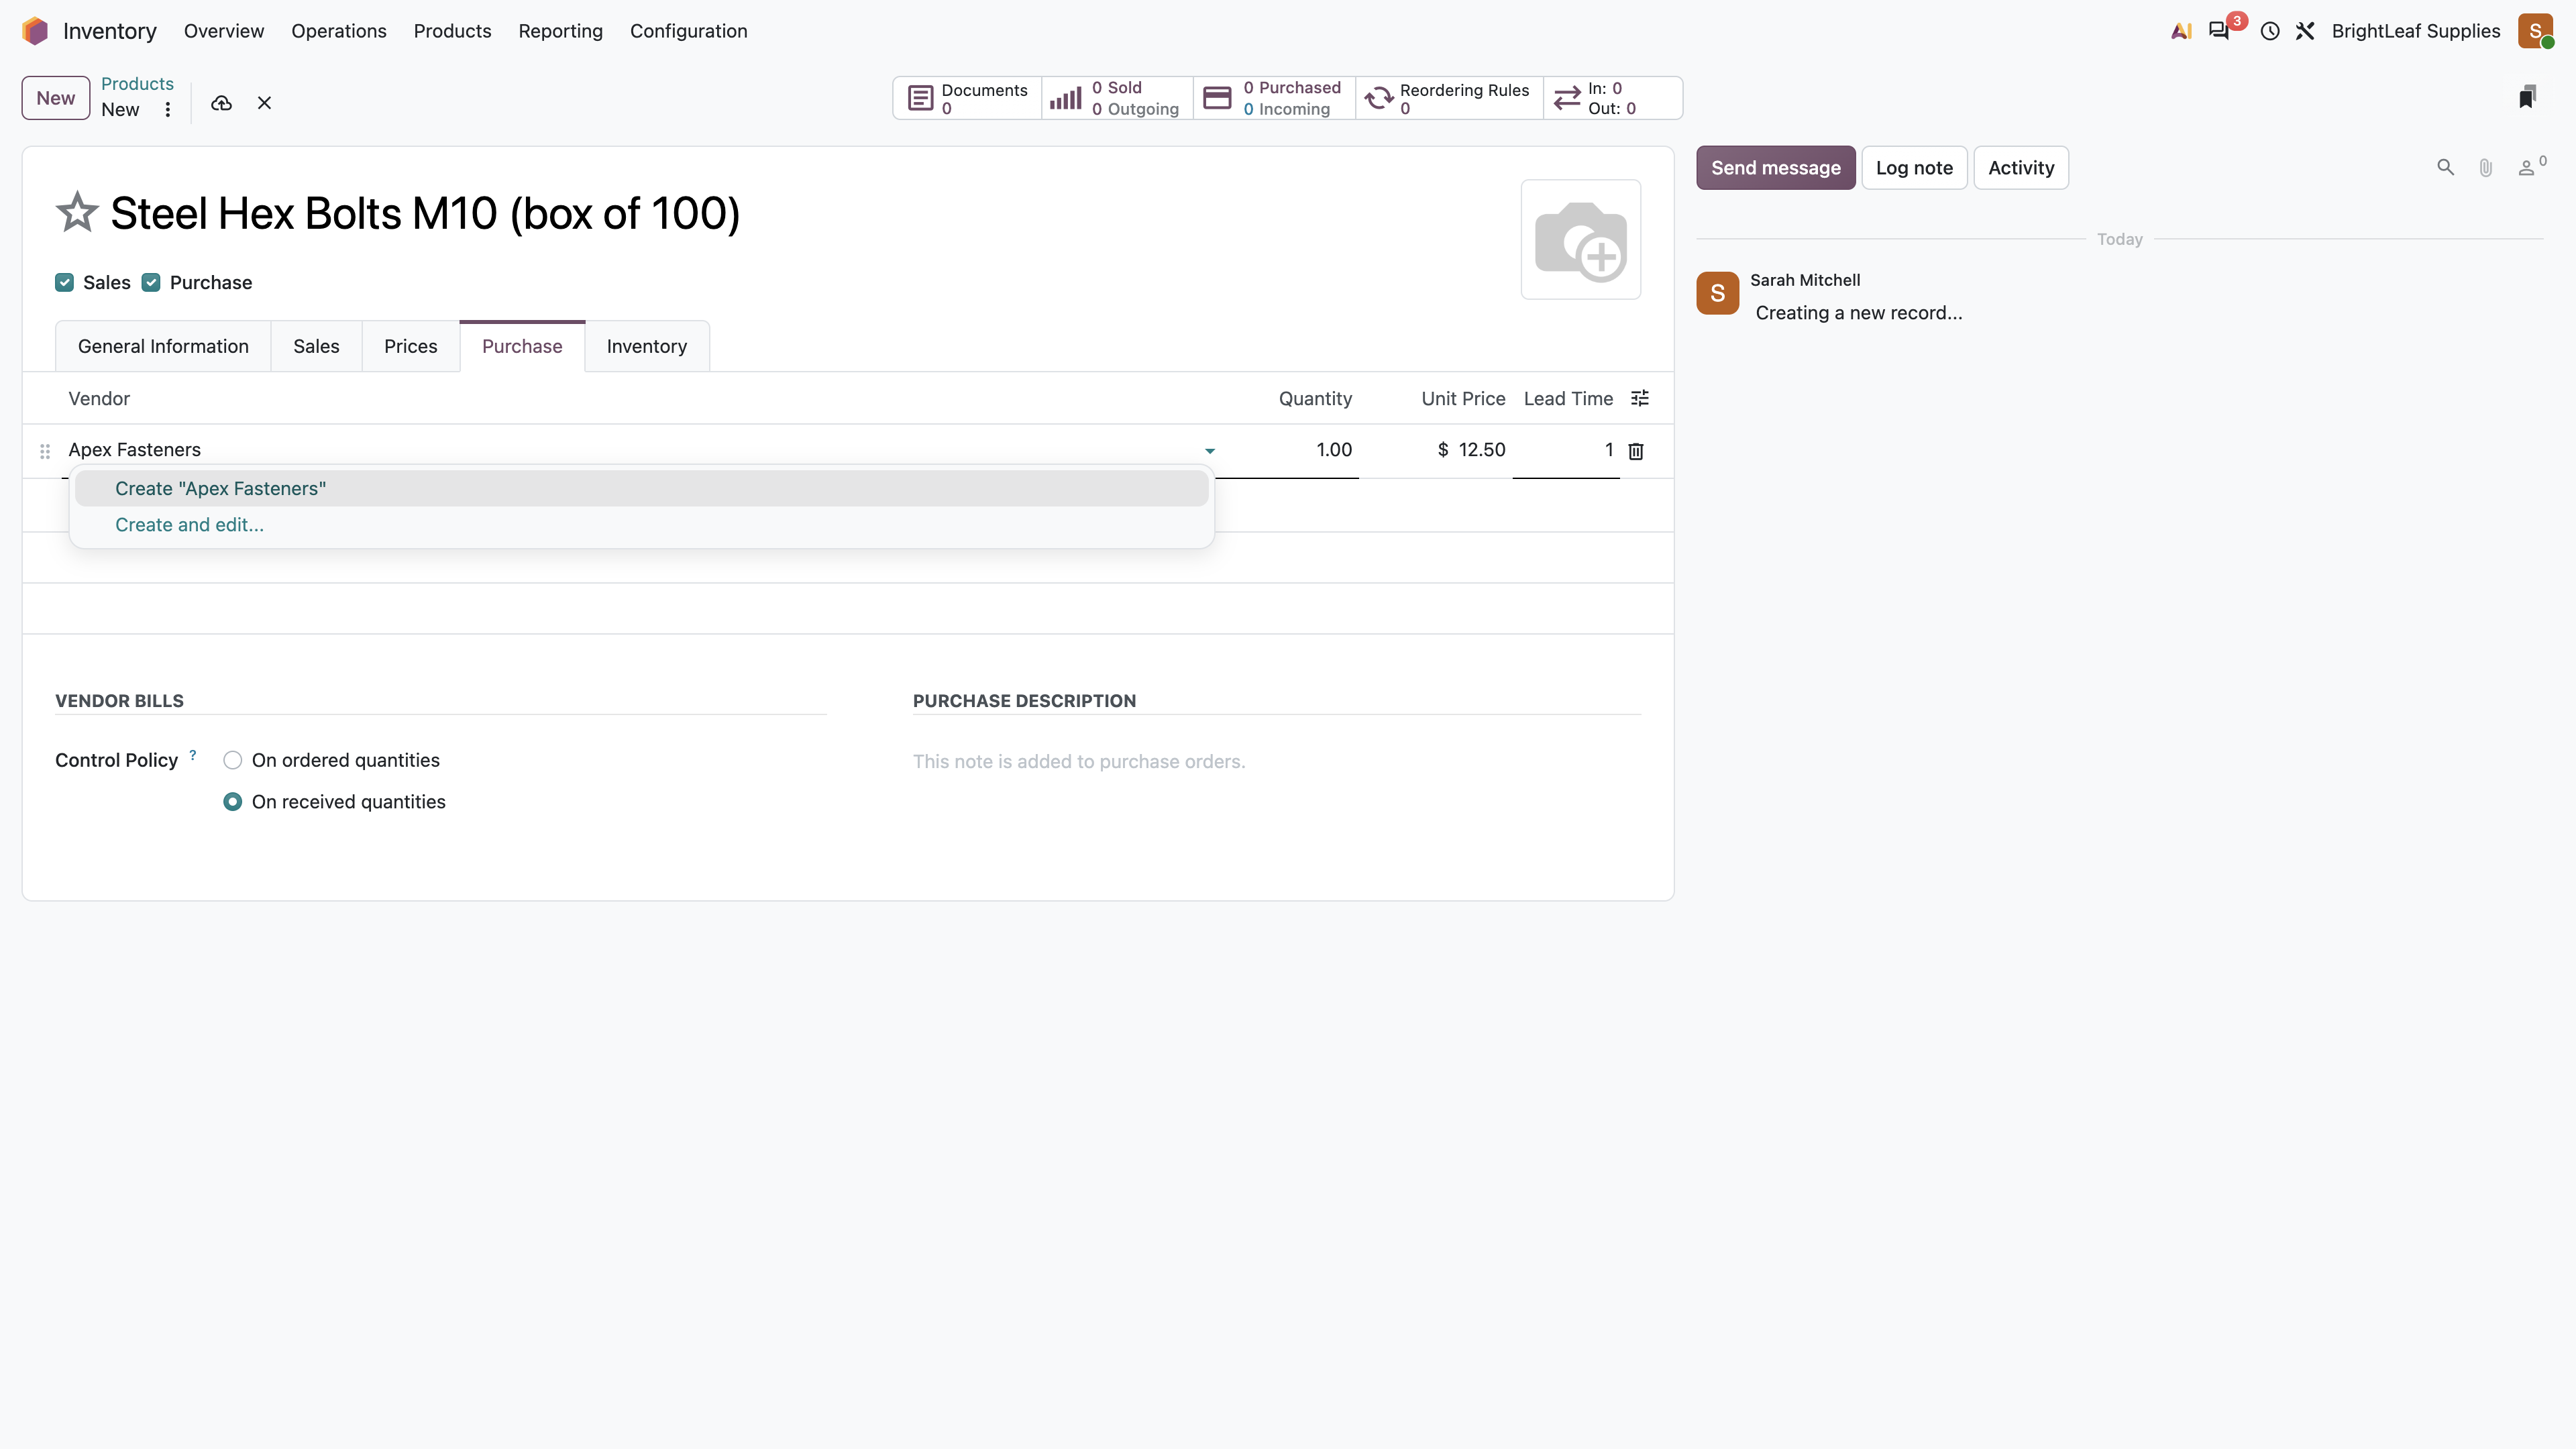 Inventory Overview Operations Products Reporting Configuration
AI 3 BrightLeaf Supplies S
New
Products
New
Documents
0
0 Sold
0 Outgoing
0 Purchased
0 Incoming
Reordering Rules
0
In: 0
Out: 0
Steel Hex Bolts M10 (box of 100)
Sales Purchase
General Information Sales Prices Purchase Inventory
Vendor Quantity Unit Price Lead Time
Apex Fasteners 1.00 $ 12.50 1
Create "Apex Fasteners"
Create and edit...
VENDOR BILLS
Control Policy ? On ordered quantities
On received quantities
PURCHASE DESCRIPTION
This note is added to purchase orders.
Send message Log note Activity 0
Today
S Sarah Mitchell
Creating a new record...